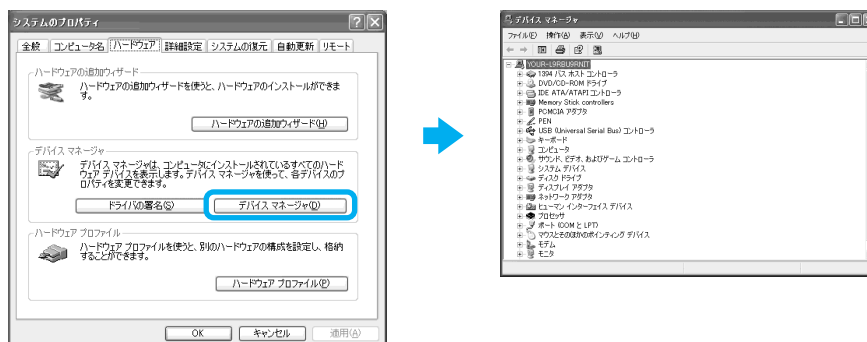 システムのプロパティ
全般 コンピュータ名 ハードウェア 詳細設定 システムの復元 自動更新 リモート
ハードウェアの追加ウィザード
ハードウェアの追加ウィザードを使うと、ハードウェアのインストールができま
す。
ハードウェアの追加ウィザード(H)
デバイス マネージャ
デバイス マネージャは、コンピュータにインストールされているすべてのハード
ウェア デバイスを表示します。デバイス マネージャを使って、各デバイスのプ
ロパティを変更できます。
ドライバの署名(S) デバイス マネージャ(D)
ハードウェア プロファイル
ハードウェア プロファイルを使うと、別のハードウェアの構成を設定し、格納
することができます。
ハードウェア プロファイル(P)
OK キャンセル 適用(A)
デバイス マネージャ
ファイル(F) 操作(A) 表示(V) ヘルプ(H)
YOUR-L9RBU9RNIT
1394 バス ホスト コントローラ
DVD/CD-ROM ドライブ
IDE ATA/ATAPI コントローラ
Memory Stick controllers
PCMCIA アダプタ
PEN
USB (Universal Serial Bus) コントローラ
キーボード
コンピュータ
サウンド、ビデオ、およびゲーム コントローラ
システム デバイス
ディスク ドライブ
ディスプレイ アダプタ
ネットワーク アダプタ
ヒューマン インターフェイス デバイス
プロセッサ
ポート (COM と LPT)
マウスとそのほかのポインティング デバイス
モデム
モニタ